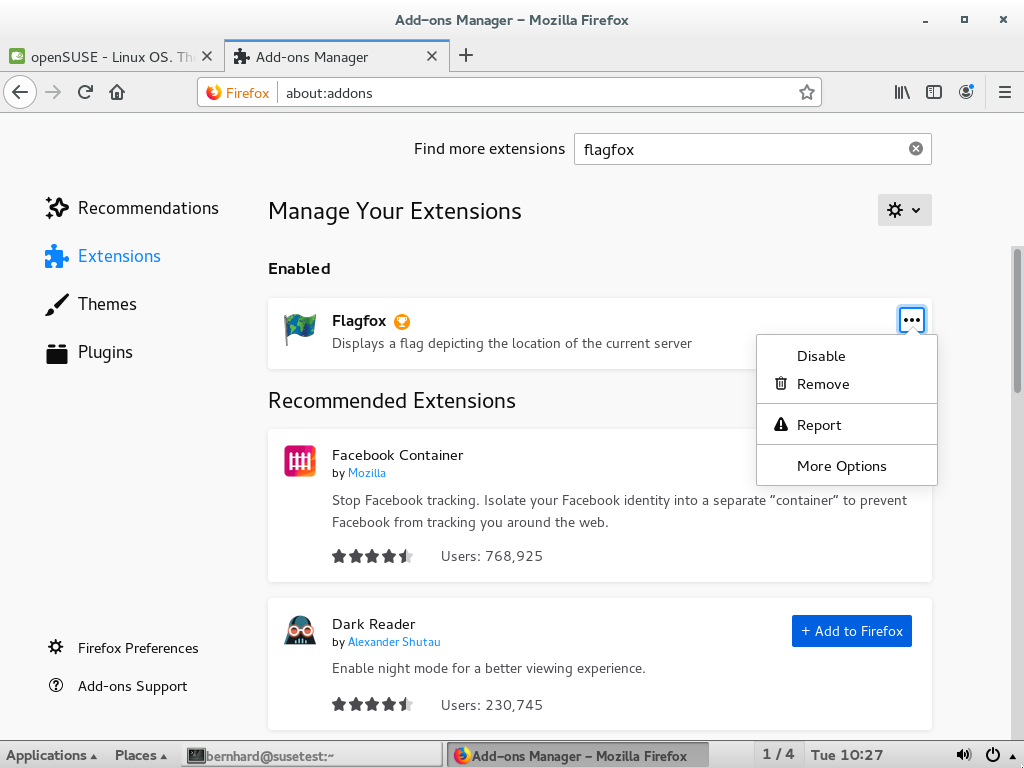 Add-ons Manager - Mozilla Firefox
openSUSE - Linux OS. Th
Add-ons Manager
Firefox
about:addons
Find more extensions
flagfox
Recommendations
Extensions
Themes
Plugins
Manage Your Extensions
Enabled
Flagfox
Displays a flag depicting the location of the current server
Disable
Remove
Report
More Options
Recommended Extensions
Facebook Container
by Mozilla
Stop Facebook tracking. Isolate your Facebook identity into a separate “container” to prevent
Facebook from tracking you around the web.
Users: 768,925
Dark Reader
by Alexander Shutau
+ Add to Firefox
Enable night mode for a better viewing experience.
Users: 230,745
Firefox Preferences
Add-ons Support
Applications
Places
bernhard@susetest:~
Add-ons Manager - Mozilla Firefox
1 / 4
Tue 10:27